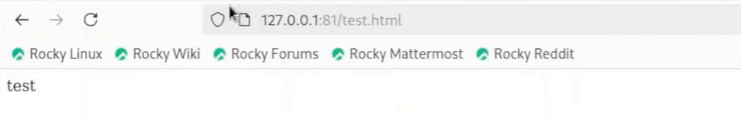 127.0.0.1:81/test.html
Rocky Linux Rocky Wiki Rocky Forums Rocky Mattermost Rocky Reddit
test